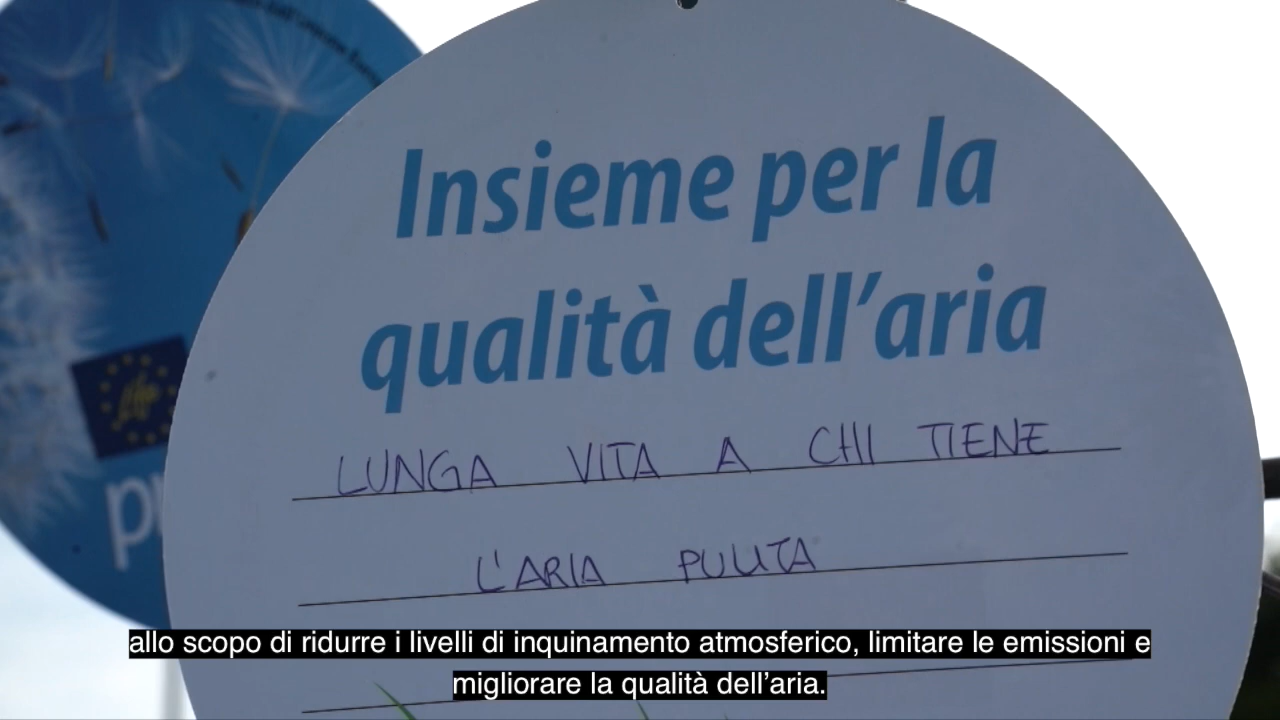 Insieme per la
qualità dell'aria
LUNGA VITA A CHI TIENE
L'ARIA PULITA
allo scopo di ridurre i livelli di inquinamento atmosferico, limitare le emissioni e
migliorare la qualità dell'aria.